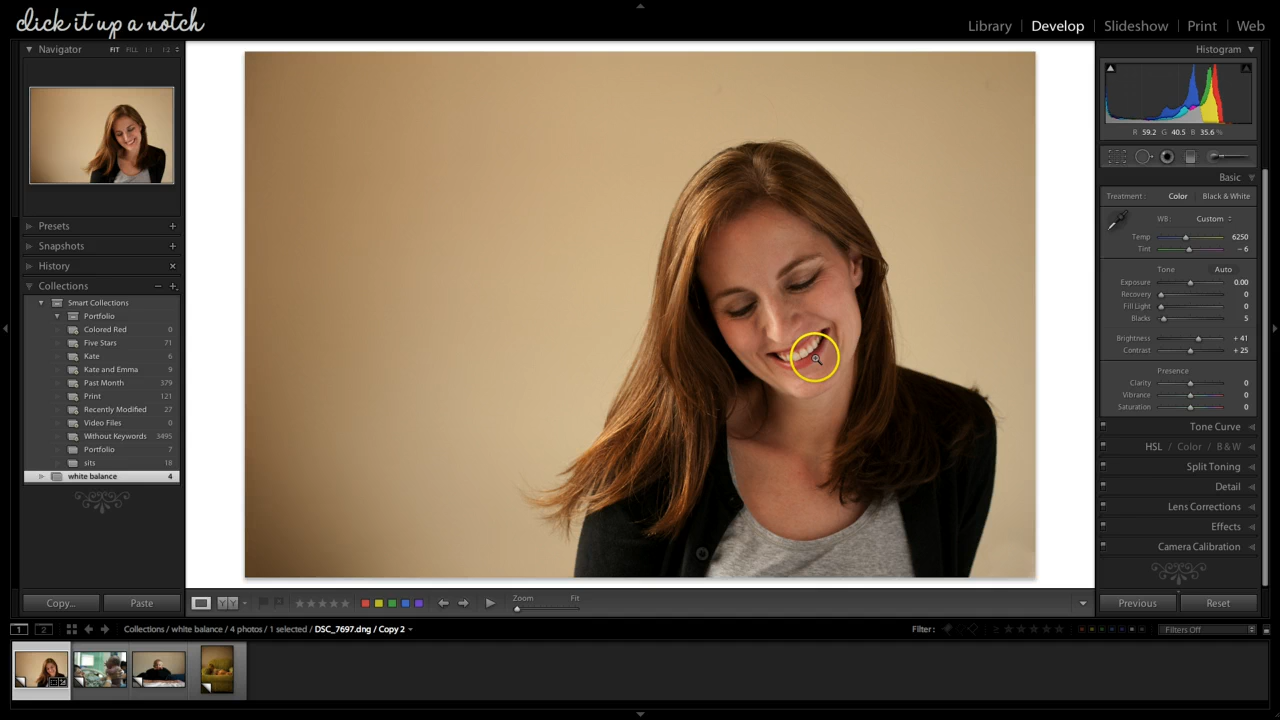 click it up a notch
Library | Develop | Slideshow | Print | Web
Navigator FIT FILL 1:1
Histogram
R 59.2 G 40.5 B 35.6 %
Basic
Treatment : Color Black & White
WB : Custom
Temp 6250
Tint − 6
Tone Auto
Exposure 0.00
Recovery 0
Fill Light 0
Blacks 5
Brightness + 41
Contrast + 25
Presence
Clarity 0
Vibrance 0
Saturation 0
Tone Curve
HSL / Color / B & W
Split Toning
Detail
Lens Corrections
Effects
Camera Calibration
Previous Reset
Presets
Snapshots
History
Collections
Smart Collections
Portfolio
Colored Red 0
Five Stars 71
Kate 6
Kate and Emma 9
Past Month 379
Print 121
Recently Modified 27
Video Files 0
Without Keywords 3495
Portfolio 7
sits 18
white balance 4
Copy... Paste
Zoom Fit
1 2 Collections / white balance / 4 photos / 1 selected / DSC_7697.dng / Copy 2
Filter : Filters Off